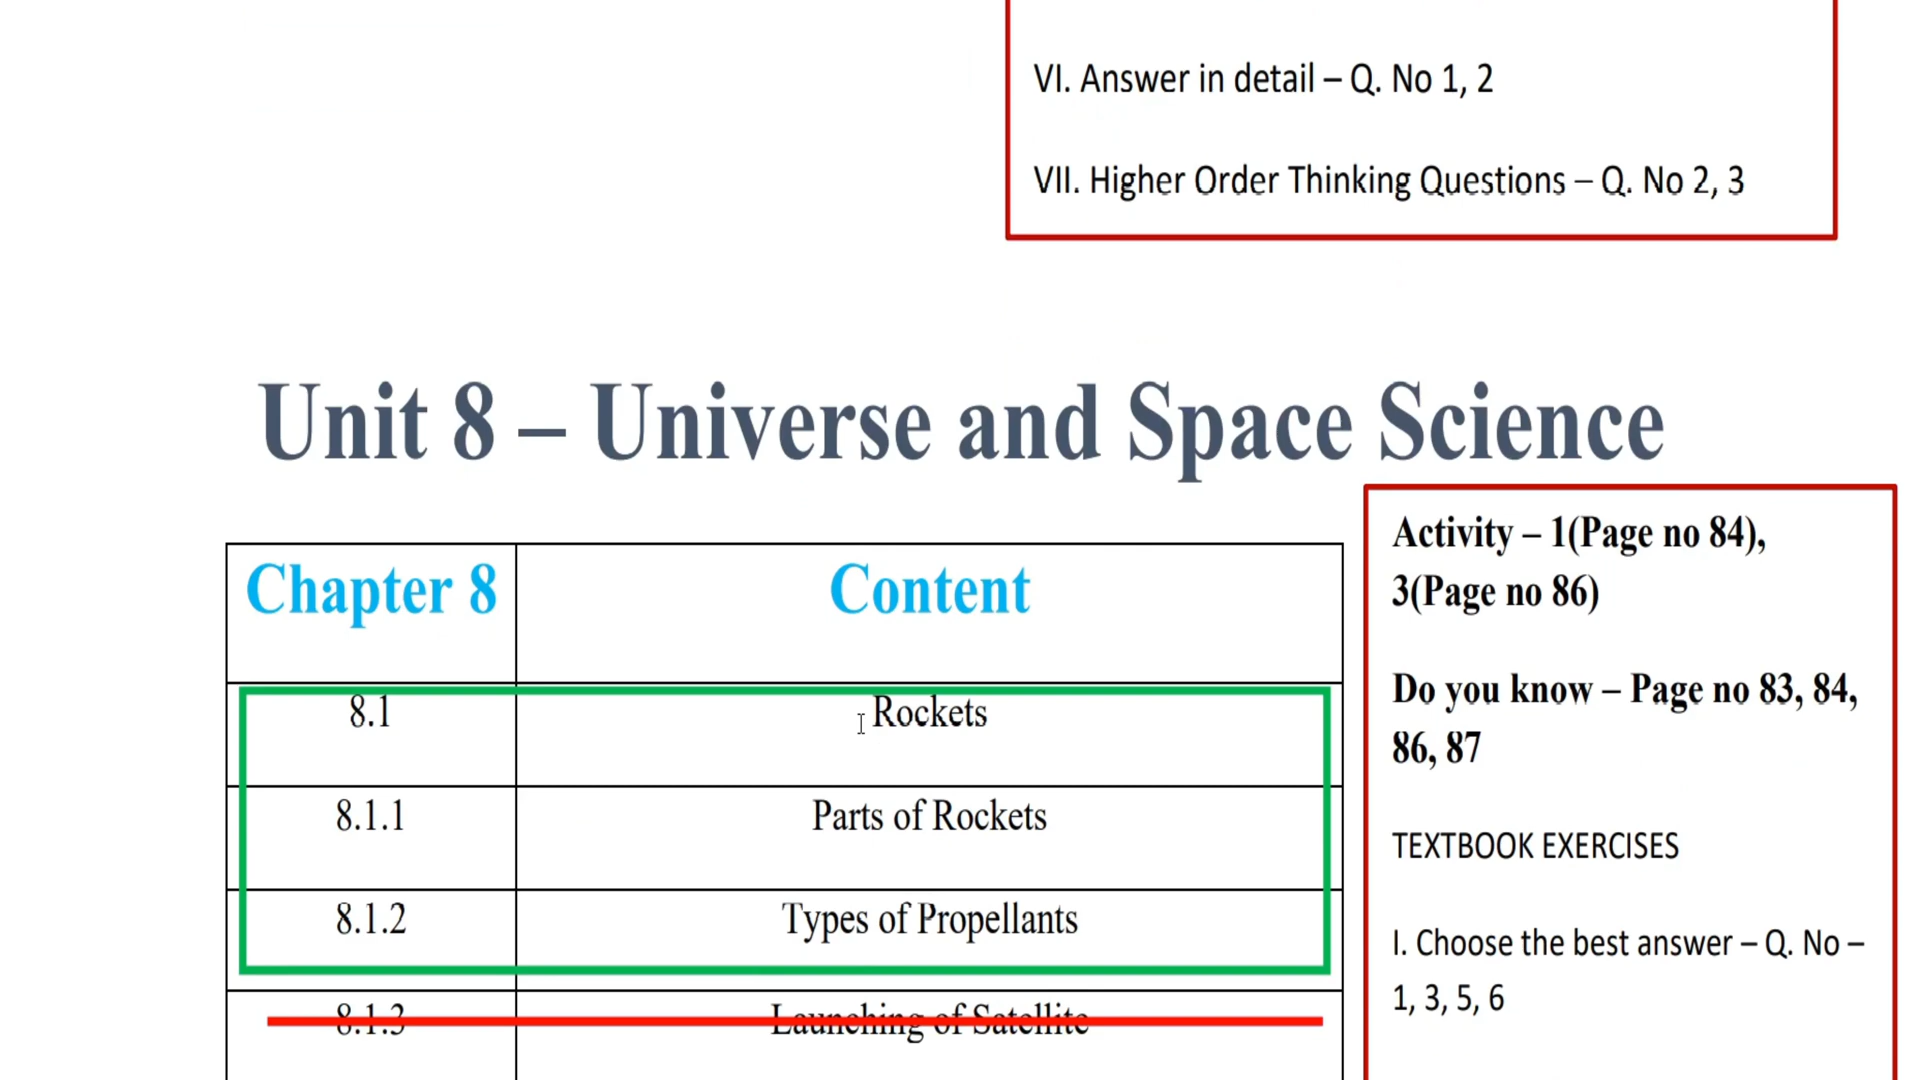 VI. Answer in detail – Q. No 1, 2
VII. Higher Order Thinking Questions – Q. No 2, 3
Unit 8 – Universe and Space Science
Chapter 8 Content
8.1 Rockets
8.1.1 Parts of Rockets
8.1.2 Types of Propellants
8.1.3 Launching of Satellite
Activity – 1(Page no 84),
3(Page no 86)
Do you know – Page no 83, 84,
86, 87
TEXTBOOK EXERCISES
I. Choose the best answer – Q. No –
1, 3, 5, 6